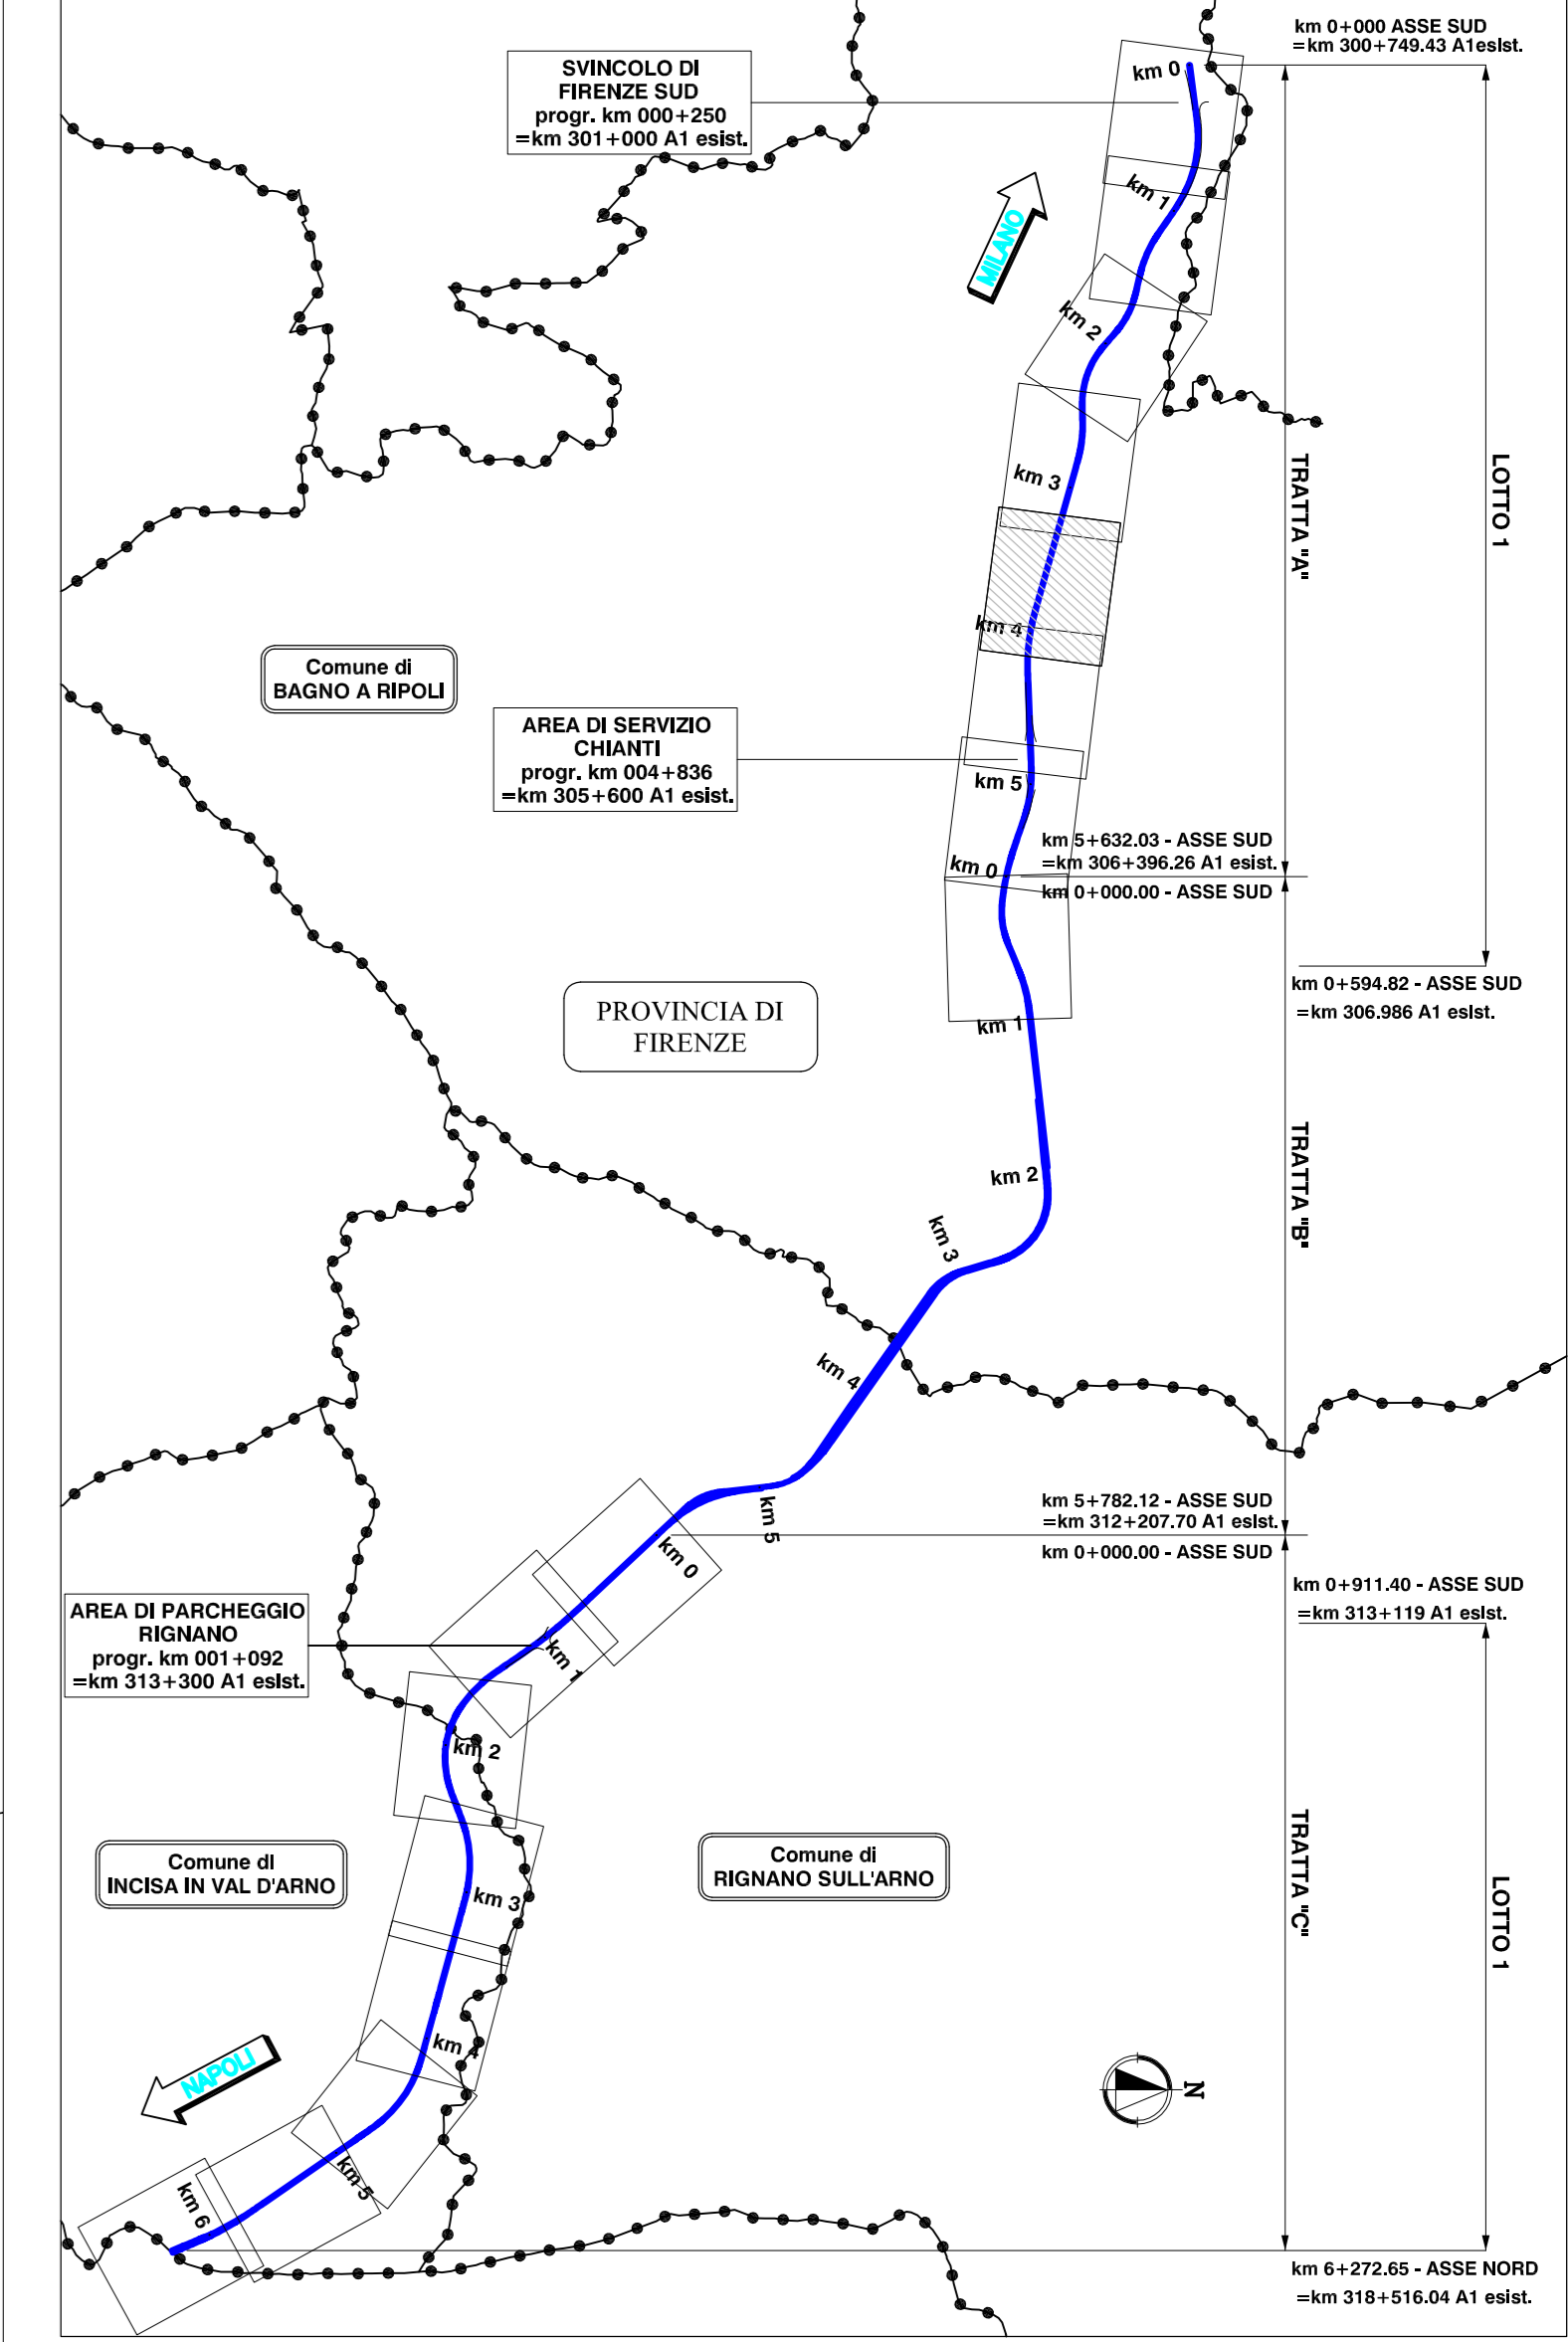 km 0+000 ASSE SUD
=km 300+749.43 A1esist.
SVINCOLO DI
FIRENZE SUD
progr. km 000+250
=km 301+000 A1 esist.
km 0
km 1
MILANO
km 2
km 3
TRATTA "A"
LOTTO 1
km 4
Comune di
BAGNO A RIPOLI
AREA DI SERVIZIO
CHIANTI
progr. km 004+836
=km 305+600 A1 esist.
km 5
km 5+632.03 - ASSE SUD
=km 306+396.26 A1 esist.
km 0
km 0+000.00 - ASSE SUD
km 0+594.82 - ASSE SUD
=km 306.986 A1 esist.
PROVINCIA DI
FIRENZE
km 1
km 2
TRATTA "B"
km 3
km 4
km 5
km 5+782.12 - ASSE SUD
=km 312+207.70 A1 esist.
km 0+000.00 - ASSE SUD
km 0
km 0+911.40 - ASSE SUD
=km 313+119 A1 esist.
AREA DI PARCHEGGIO
RIGNANO
progr. km 001+092
=km 313+300 A1 esist.
km 1
km 2
Comune di
INCISA IN VAL D'ARNO
km 3
Comune di
RIGNANO SULL'ARNO
TRATTA "C"
LOTTO 1
km 4
NAPOLI
N
km 5
km 6
km 6+272.65 - ASSE NORD
=km 318+516.04 A1 esist.